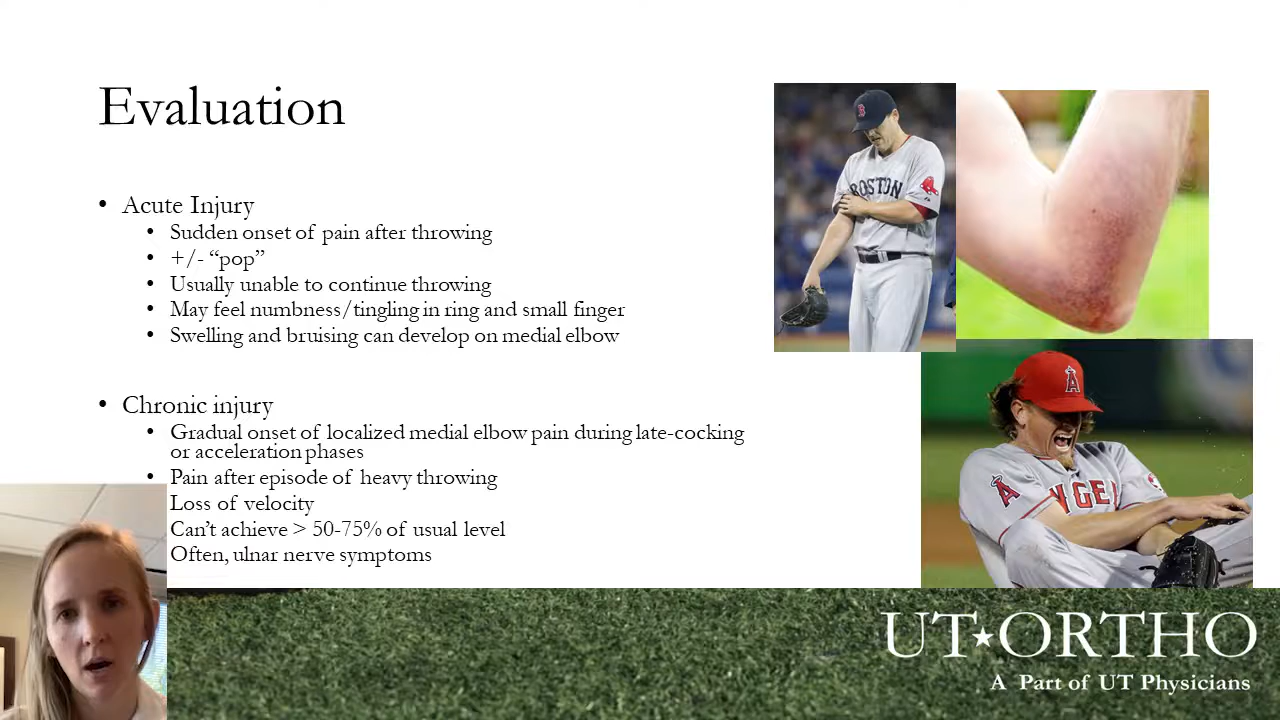 Evaluation
• Acute Injury
• Sudden onset of pain after throwing
• +/- “pop”
• Usually unable to continue throwing
• May feel numbness/tingling in ring and small finger
• Swelling and bruising can develop on medial elbow
• Chronic injury
• Gradual onset of localized medial elbow pain during late-cocking
or acceleration phases
• Pain after episode of heavy throwing
Loss of velocity
Can’t achieve > 50-75% of usual level
Often, ulnar nerve symptoms
B
BOSTON
A
A
ANGEL
UT★ORTHO
A Part of UT Physicians